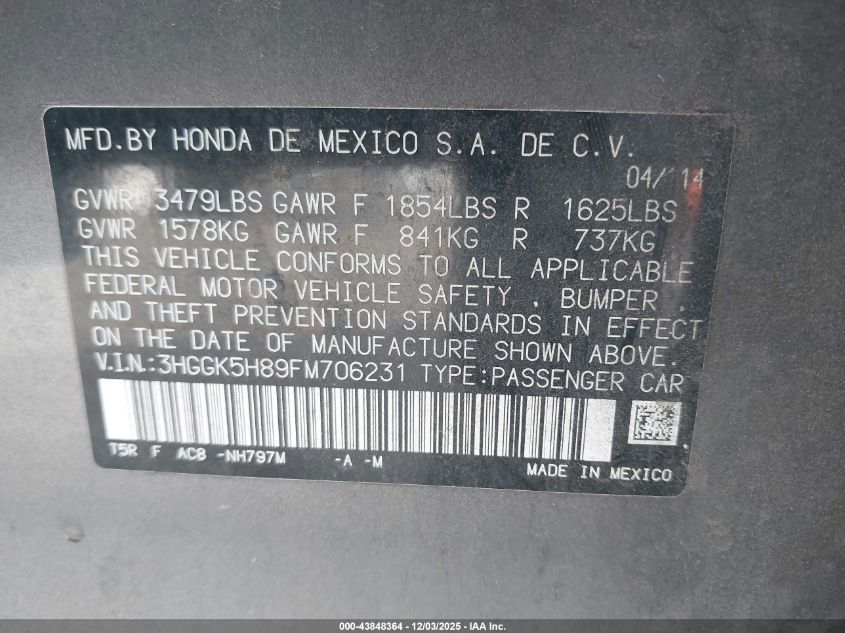 MFD.BY HONDA DE MEXICO S.A. DE C.V.
04/14
GVWR 3479LBS GAWR F 1854LBS R 1625LBS
GVWR 1578KG GAWR F 841KG R 737KG
THIS VEHICLE CONFORMS TO ALL APPLICABLE
FEDERAL MOTOR VEHICLE SAFETY , BUMPER ,
AND THEFT PREVENTION STANDARDS IN EFFECT
ON THE DATE OF MANUFACTURE SHOWN ABOVE.
V.I.N.:3HGGK5H89FM706231 TYPE:PASSENGER CAR
T5R F AC8 -NH797M -A -M
MADE IN MEXICO
000-43848364 - 12/03/2025 - IAA Inc.